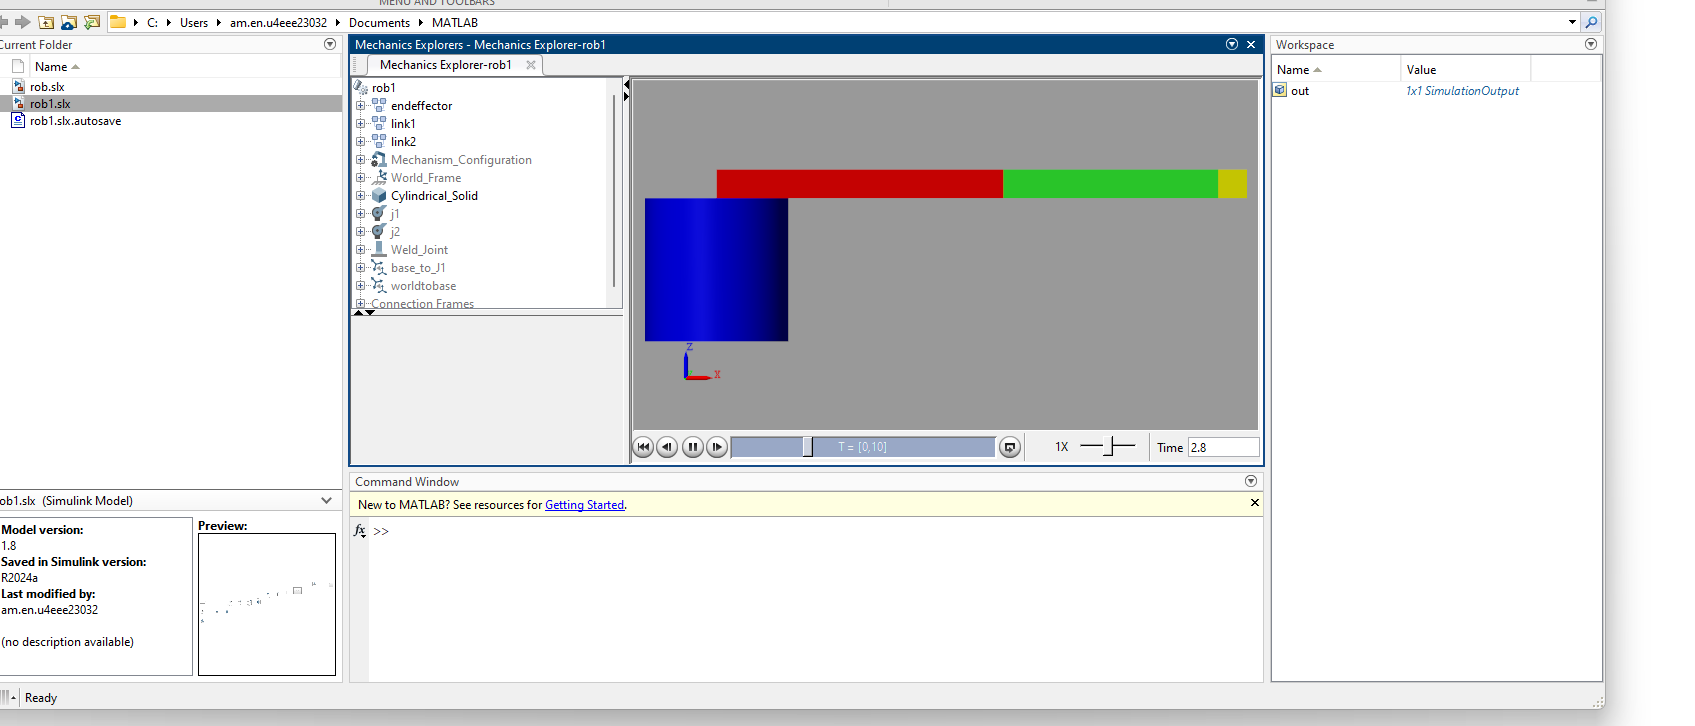 MENU AND TOOLBARS
C: Users am.en.u4eee23032 Documents MATLAB
Current Folder
Name
rob.slx
rob1.slx
rob1.slx.autosave
ob1.slx (Simulink Model)
Model version:
1.8
Saved in Simulink version:
R2024a
Last modified by:
am.en.u4eee23032
(no description available)
Preview:
Mechanics Explorers - Mechanics Explorer-rob1
Mechanics Explorer-rob1
rob1
endeffector
link1
link2
Mechanism_Configuration
World_Frame
Cylindrical_Solid
j1
j2
Weld_Joint
base_to_J1
worldtobase
Connection Frames
Z
X
T = [0,10]
1X
Time 2.8
Command Window
New to MATLAB? See resources for Getting Started.
fx >>
Workspace
Name Value
out 1x1 SimulationOutput
Ready